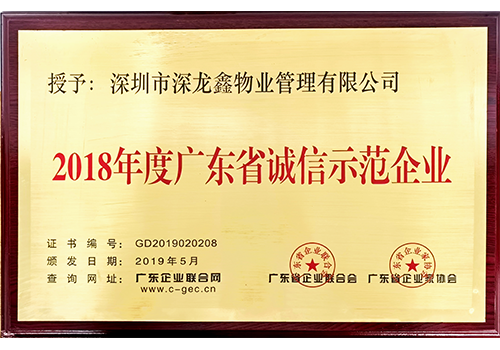 授予：深圳市深龙鑫物业管理有限公司
2018年度广东省诚信示范企业
证书编号：GD2019020208
颁发日期：2019年5月
查询网址：广东企业联合网
www.c-gec.cn
广东省企业联合会
广东省企业家协会